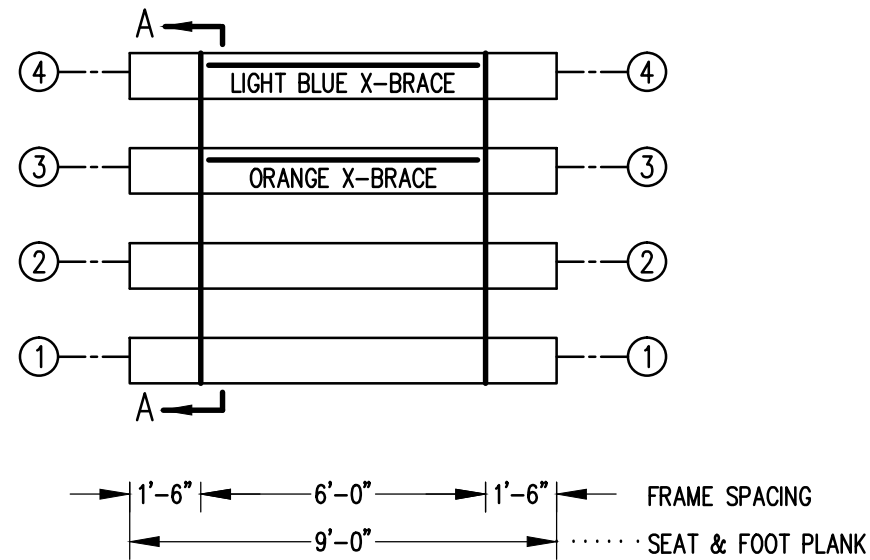 A
4 4
LIGHT BLUE X-BRACE
3 3
ORANGE X-BRACE
2 2
1 1
A
1'-6" 6'-0" 1'-6" FRAME SPACING
9'-0" SEAT & FOOT PLANK